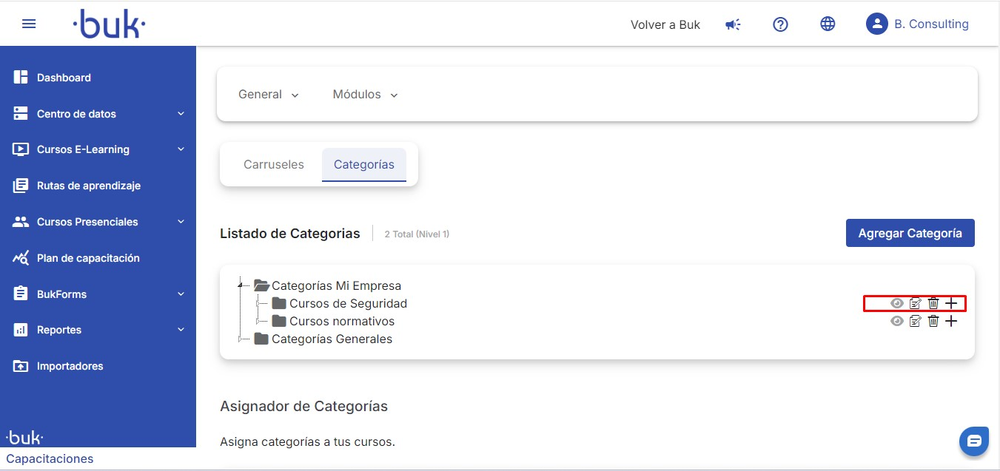 ·buk·
Volver a Buk
B. Consulting
Dashboard
Centro de datos
Cursos E-Learning
Rutas de aprendizaje
Cursos Presenciales
Plan de capacitación
BukForms
Reportes
Importadores
·buk·
Capacitaciones
General
Módulos
Carruseles
Categorías
Listado de Categorias
2 Total (Nivel 1)
Agregar Categoría
Categorías Mi Empresa
Cursos de Seguridad
Cursos normativos
Categorías Generales
Asignador de Categorías
Asigna categorías a tus cursos.